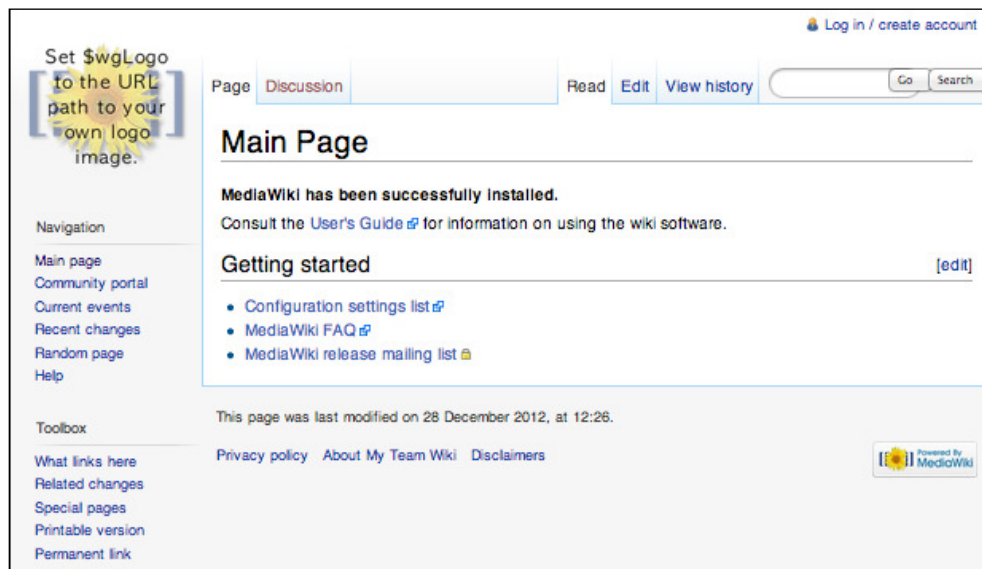 Log in / create account
Set $wgLogo
to the URL
path to your
own logo
image.
Page Discussion Read Edit View history Go Search
Main Page
MediaWiki has been successfully installed.
Consult the User's Guide for information on using the wiki software.
Getting started [edit]
Configuration settings list
MediaWiki FAQ
MediaWiki release mailing list
Navigation
Main page
Community portal
Current events
Recent changes
Random page
Help
Toolbox
What links here
Related changes
Special pages
Printable version
Permanent link
This page was last modified on 28 December 2012, at 12:26.
Privacy policy About My Team Wiki Disclaimers
Powered By
MediaWiki